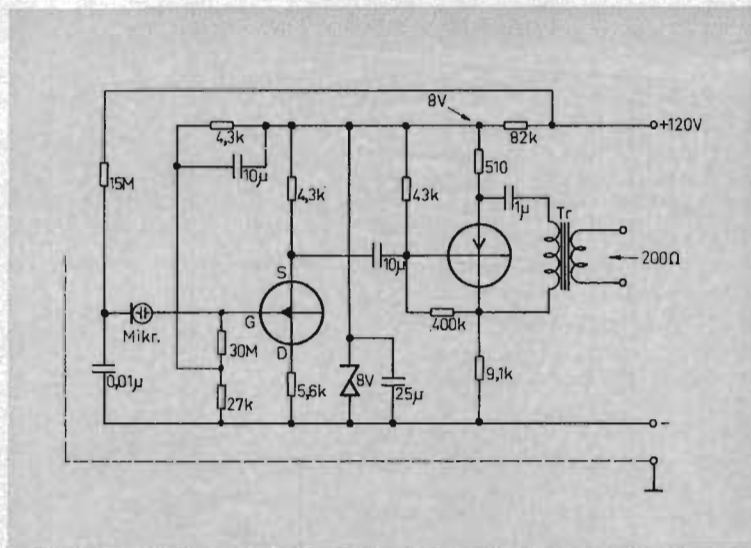 8V
4,3k
82k
+120V
10µ
510
15M
4,3k
43k
1µ
Tr
S
10µ
200Ω
G
400k
Mikr.
30M
D
0,01µ
5,6k
8V
25µ
9,1k
27k
-